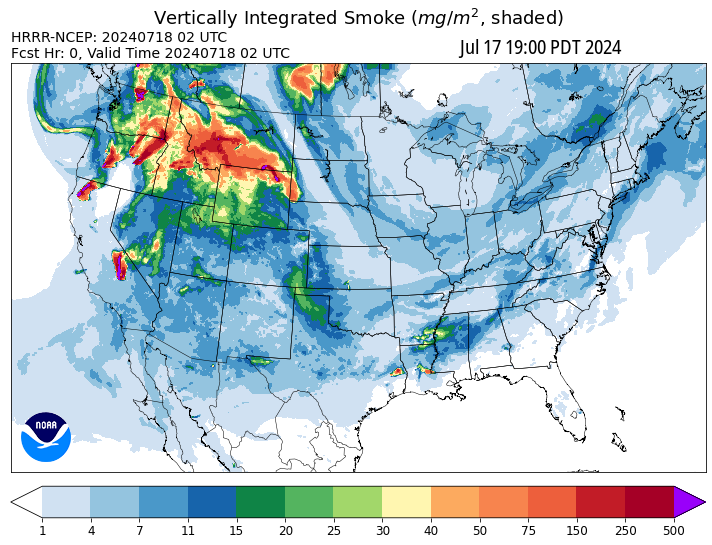 Vertically Integrated Smoke (mg/m², shaded)
HRRR-NCEP: 20240718 02 UTC
Fcst Hr: 0, Valid Time 20240718 02 UTC
Jul 17 19:00 PDT 2024
NOAA
1 4 7 11 15 20 25 30 40 50 75 150 250 500